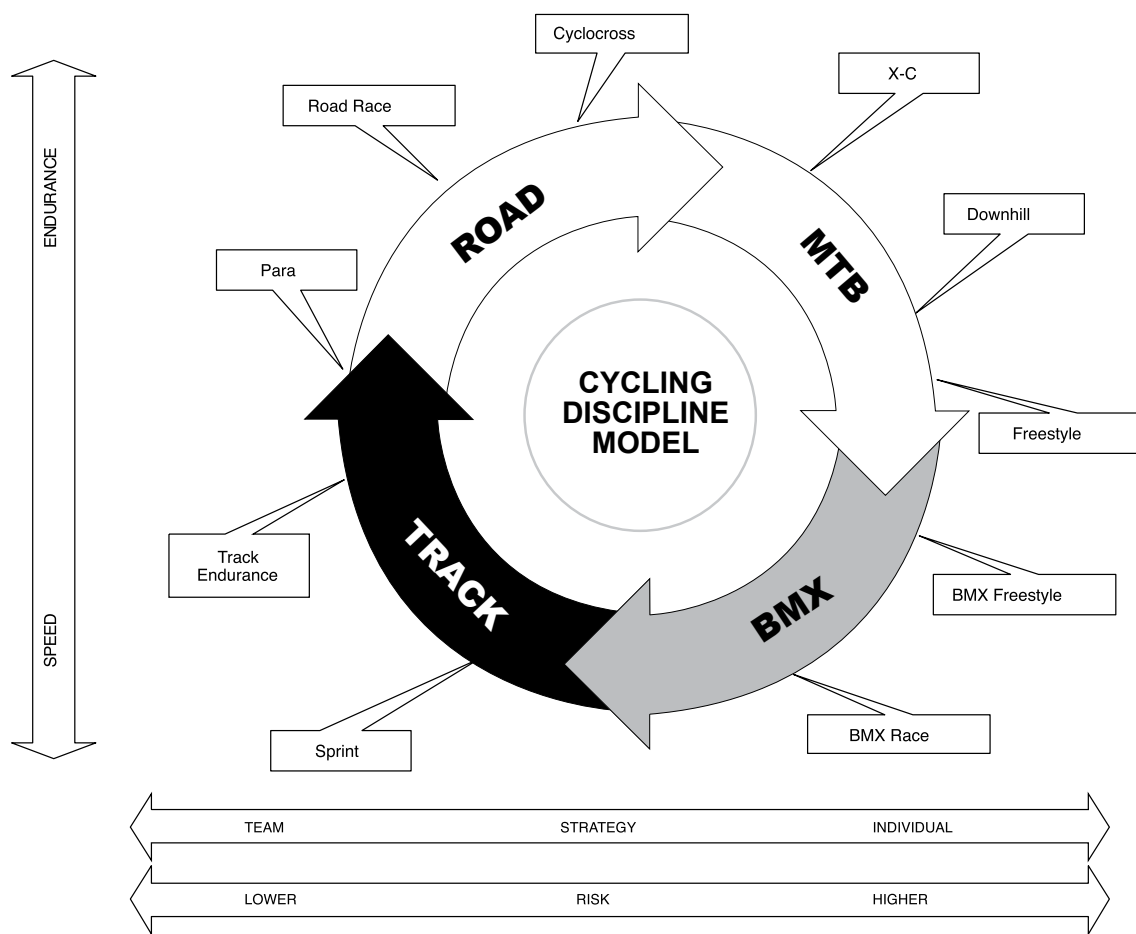 Cyclocross
X-C
Road Race
ENDURANCE
ROAD
Downhill
MTB
Para
CYCLING
DISCIPLINE
MODEL
Freestyle
TRACK
Track
Endurance
BMX
BMX Freestyle
SPEED
BMX Race
Sprint
TEAM STRATEGY INDIVIDUAL
LOWER RISK HIGHER